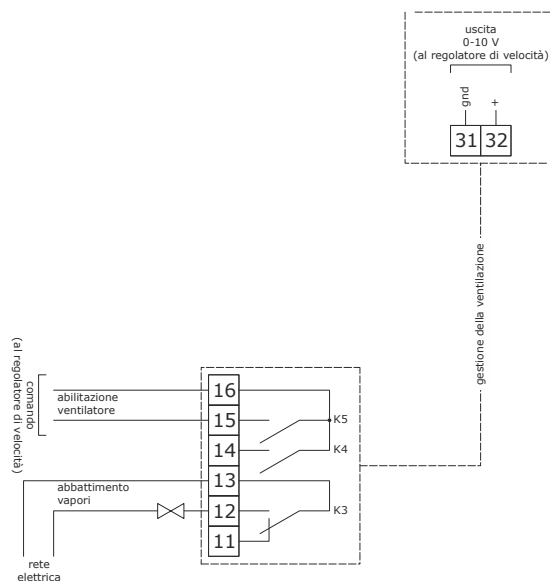 uscita
0-10 V
(al regolatore di velocità)
gnd
+
31 32
gestione della ventilazione
comando
(al regolatore di velocità)
abilitazione
ventilatore
abbattimento
vapori
rete
elettrica
16
15
14
13
12
11
K5
K4
K3